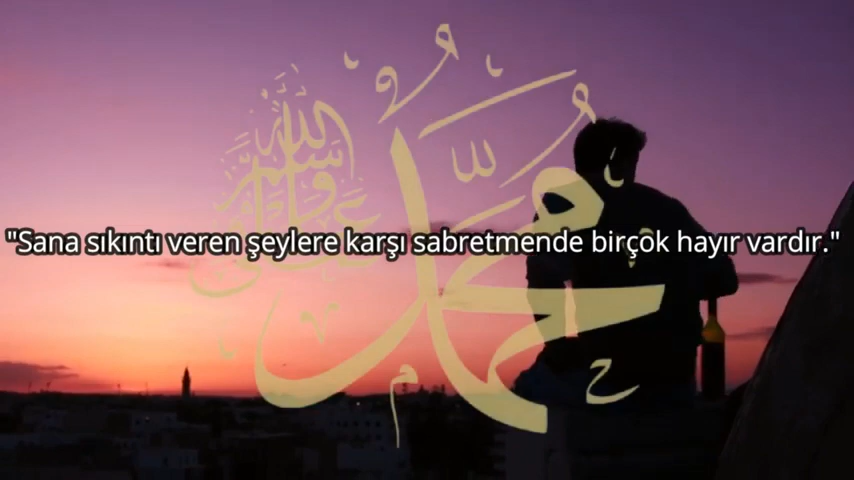 محمد
صلى الله عليه وسلم
"Sana sıkıntı veren şeylere karşı sabretmende birçok hayır vardır."